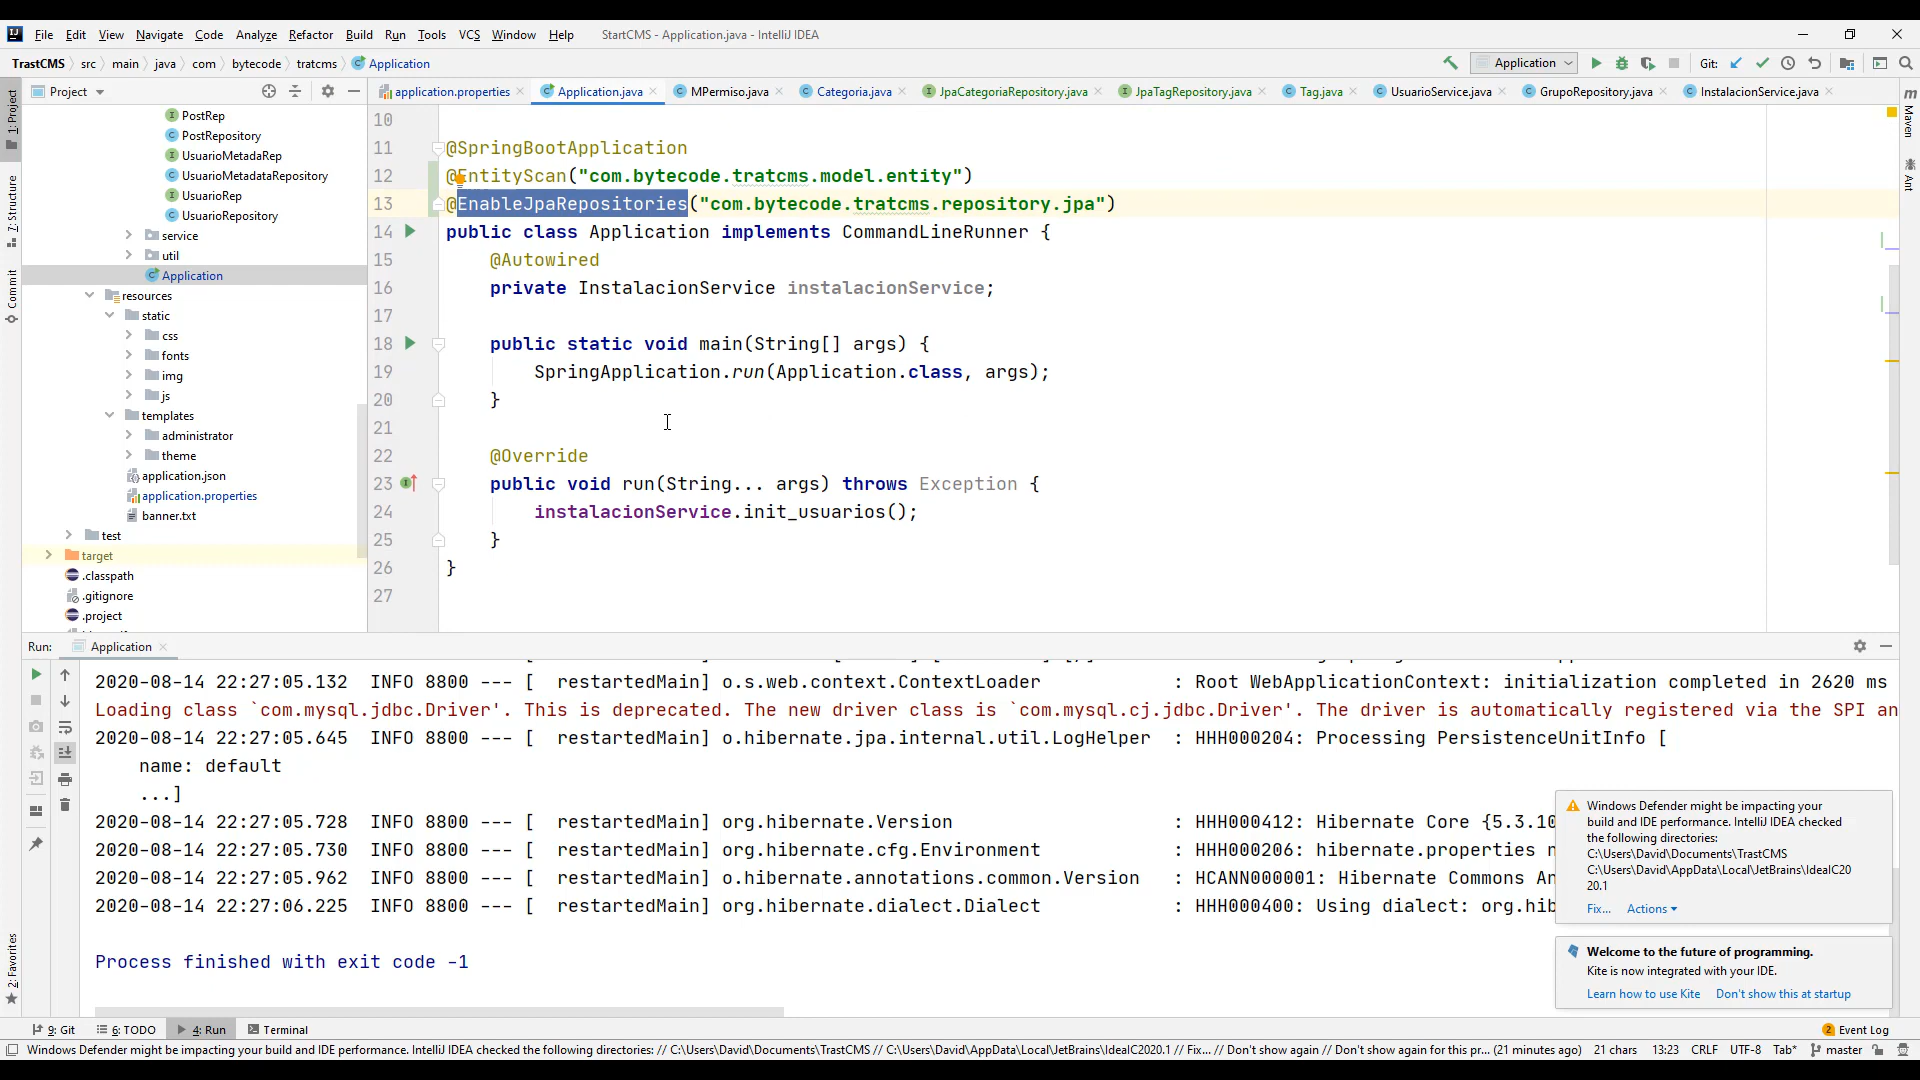 File Edit View Navigate Code Analyze Refactor Build Run Tools VCS Window Help StartCMS - Application.java - IntelliJ IDEA
TrastCMS src main java com bytecode tratcms Application
Application Git:
Project
application.properties Application.java MPermiso.java Categoria.java JpaCategoriaRepository.java JpaTagRepository.java Tag.java UsuarioService.java GrupoRepository.java InstalacionService.java
1: Project
7: Structure
Commit
2: Favorites
Maven
Ant
PostRep
PostRepository
UsuarioMetadaRep
UsuarioMetadataRepository
UsuarioRep
UsuarioRepository
service
util
Application
resources
static
css
fonts
img
js
templates
administrator
theme
application.json
application.properties
banner.txt
test
target
.classpath
.gitignore
.project
10
11 @SpringBootApplication
12 @EntityScan("com.bytecode.tratcms.model.entity")
13 @EnableJpaRepositories("com.bytecode.tratcms.repository.jpa")
14 public class Application implements CommandLineRunner {
15 @Autowired
16 private InstalacionService instalacionService;
17
18 public static void main(String[] args) {
19 SpringApplication.run(Application.class, args);
20 }
21
22 @Override
23 public void run(String... args) throws Exception {
24 instalacionService.init_usuarios();
25 }
26 }
27
Run: Application
2020-08-14 22:27:05.132 INFO 8800 --- [ restartedMain] o.s.web.context.ContextLoader : Root WebApplicationContext: initialization completed in 2620 ms
Loading class `com.mysql.jdbc.Driver'. This is deprecated. The new driver class is `com.mysql.cj.jdbc.Driver'. The driver is automatically registered via the SPI an
2020-08-14 22:27:05.645 INFO 8800 --- [ restartedMain] o.hibernate.jpa.internal.util.LogHelper : HHH000204: Processing PersistenceUnitInfo [
name: default
...]
2020-08-14 22:27:05.728 INFO 8800 --- [ restartedMain] org.hibernate.Version : HHH000412: Hibernate Core {5.3.10
2020-08-14 22:27:05.730 INFO 8800 --- [ restartedMain] org.hibernate.cfg.Environment : HHH000206: hibernate.properties n
2020-08-14 22:27:05.962 INFO 8800 --- [ restartedMain] o.hibernate.annotations.common.Version : HCANN000001: Hibernate Commons An
2020-08-14 22:27:06.225 INFO 8800 --- [ restartedMain] org.hibernate.dialect.Dialect : HHH000400: Using dialect: org.hib
Process finished with exit code -1
Windows Defender might be impacting your
build and IDE performance. IntelliJ IDEA checked
the following directories:
C:\Users\David\Documents\TrastCMS
C:\Users\David\AppData\Local\JetBrains\IdeaIC20
20.1
Fix... Actions
Welcome to the future of programming.
Kite is now integrated with your IDE.
Learn how to use Kite Don't show this at startup
9: Git 6: TODO 4: Run Terminal 2 Event Log
Windows Defender might be impacting your build and IDE performance. IntelliJ IDEA checked the following directories: // C:\Users\David\Documents\TrastCMS // C:\Users\David\AppData\Local\JetBrains\IdeaIC2020.1 // Fix... // Don't show again // Don't show again for this pr... (21 minutes ago) 21 chars 13:23 CRLF UTF-8 Tab* master